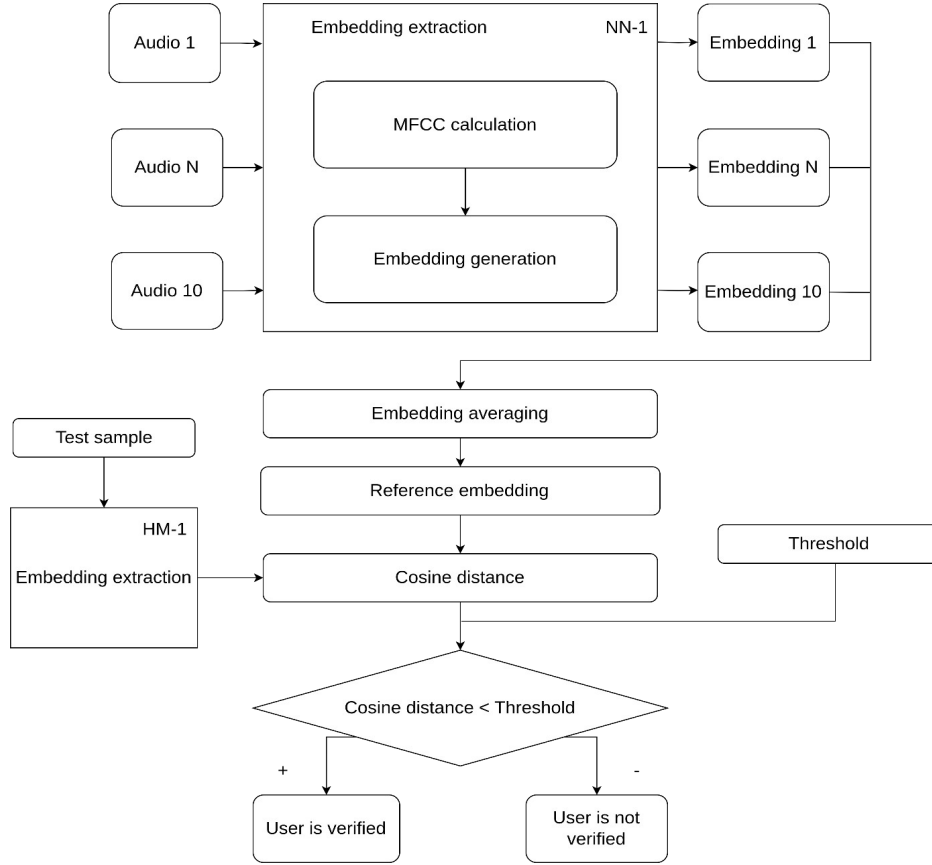 Audio 1
Embedding extraction
NN-1
Embedding 1
MFCC calculation
Audio N
Embedding N
Embedding generation
Audio 10
Embedding 10
Embedding averaging
Test sample
Reference embedding
HM-1
Embedding extraction
Cosine distance
Threshold
Cosine distance < Threshold
+
-
User is verified
User is not
verified